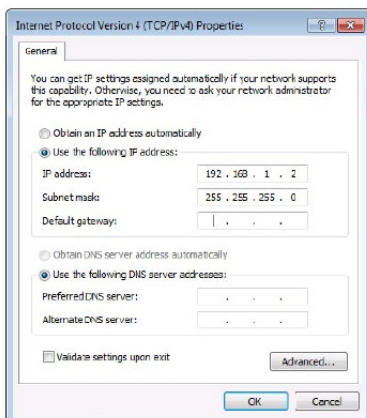 Internet Protocol Version 4 (TCP/IPv4) Properties
General
You can get IP settings assigned automatically if your network supports
this capability. Otherwise, you need to ask your network administrator
for the appropriate IP settings.
Obtain an IP address automatically
Use the following IP address:
IP address: 192 . 168 . 1 . 2
Subnet mask: 255 . 255 . 255 . 0
Default gateway: . . .
Obtain DNS server address automatically
Use the following DNS server addresses:
Preferred DNS server: . . .
Alternate DNS server: . . .
Validate settings upon exit
Advanced...
OK Cancel